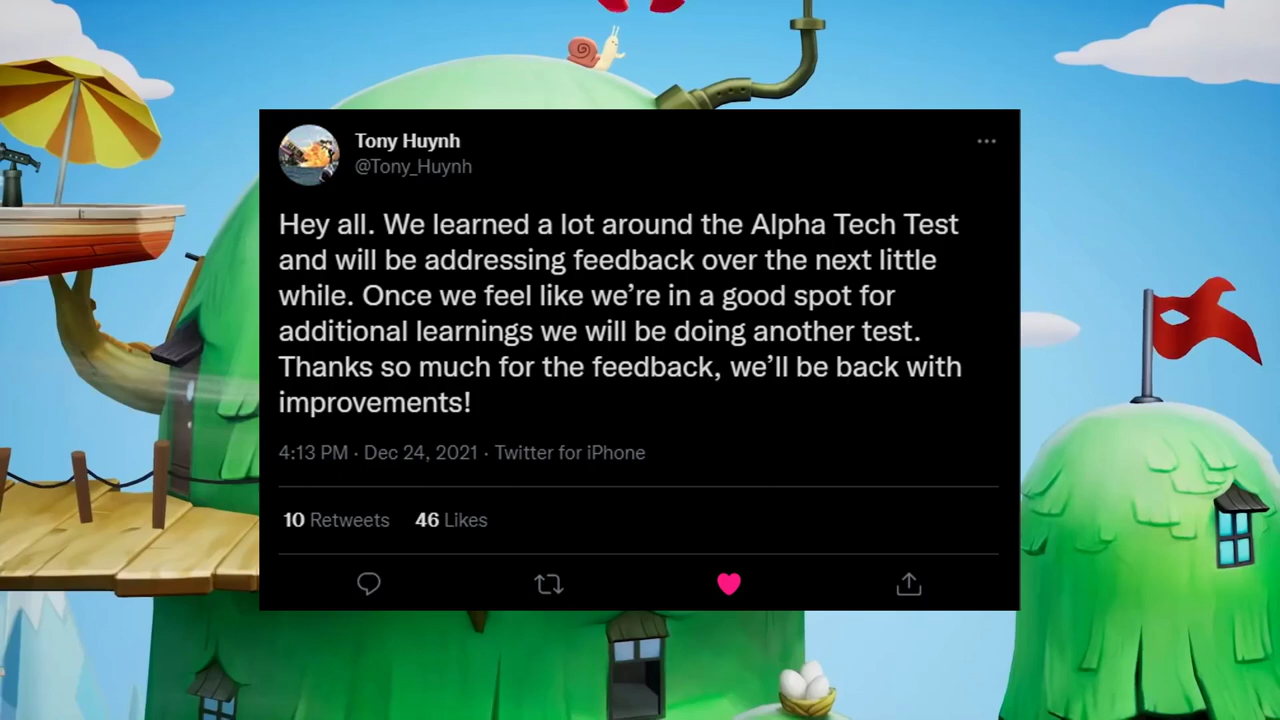 Tony Huynh
@Tony_Huynh
Hey all. We learned a lot around the Alpha Tech Test
and will be addressing feedback over the next little
while. Once we feel like we’re in a good spot for
additional learnings we will be doing another test.
Thanks so much for the feedback, we’ll be back with
improvements!
4:13 PM · Dec 24, 2021 · Twitter for iPhone
10 Retweets 46 Likes